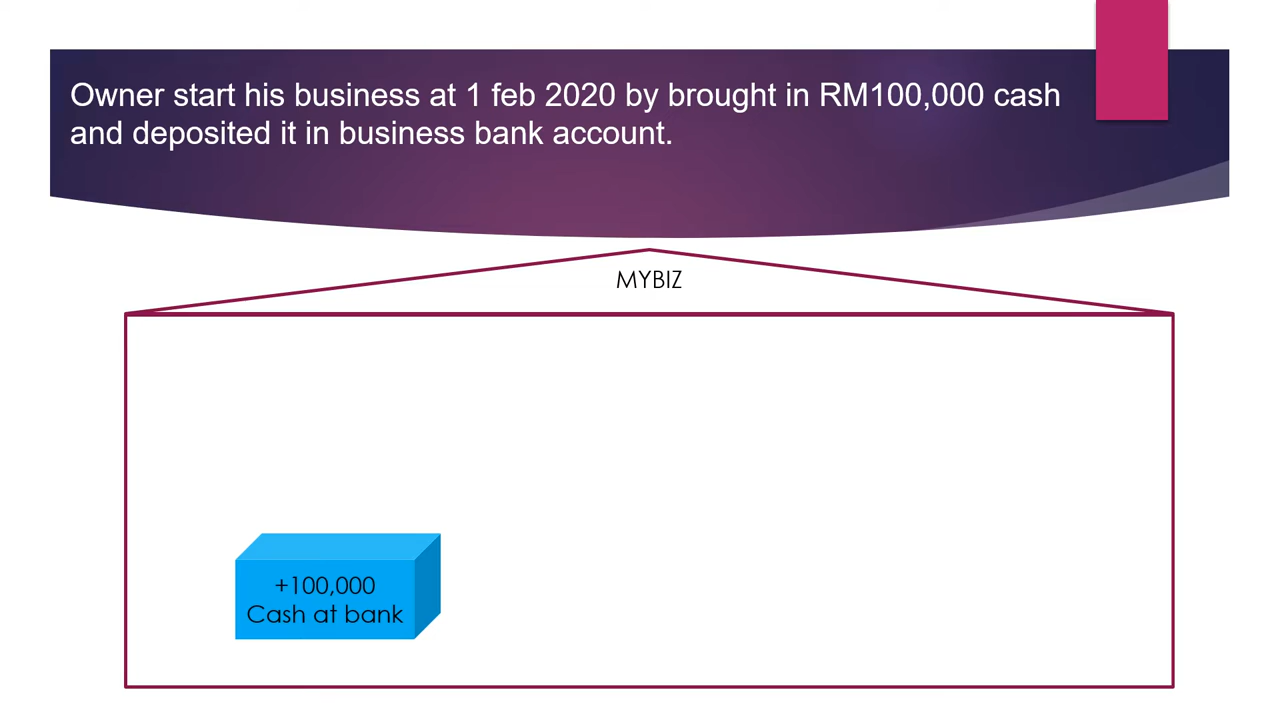 Owner start his business at 1 feb 2020 by brought in RM100,000 cash
and deposited it in business bank account.
MYBIZ
+100,000
Cash at bank